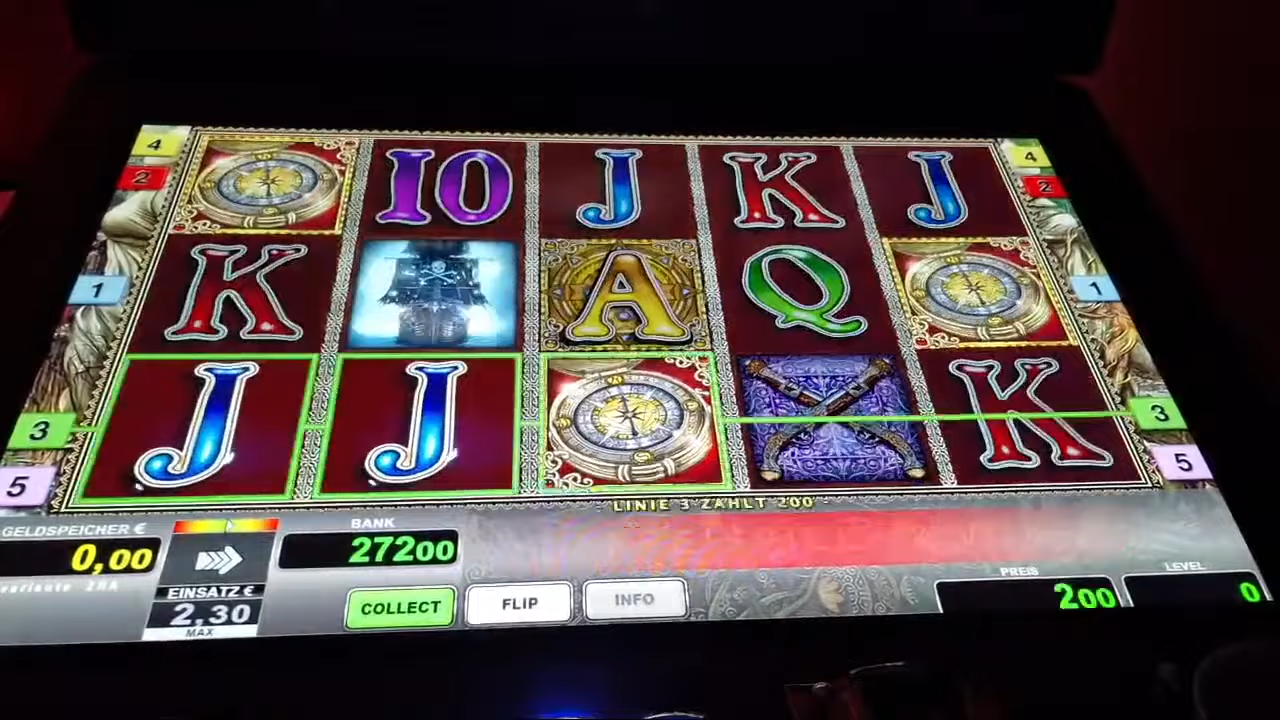 4 10 J K J 4
2 2
1 K A Q 1
3 J J K 3
5 5
LINIE 3 ZAHLT 200
GELDSPEICHER € BANK
0,00 27200
EINSATZ € COLLECT FLIP INFO PREIS LEVEL
2,30 200 0
MAX